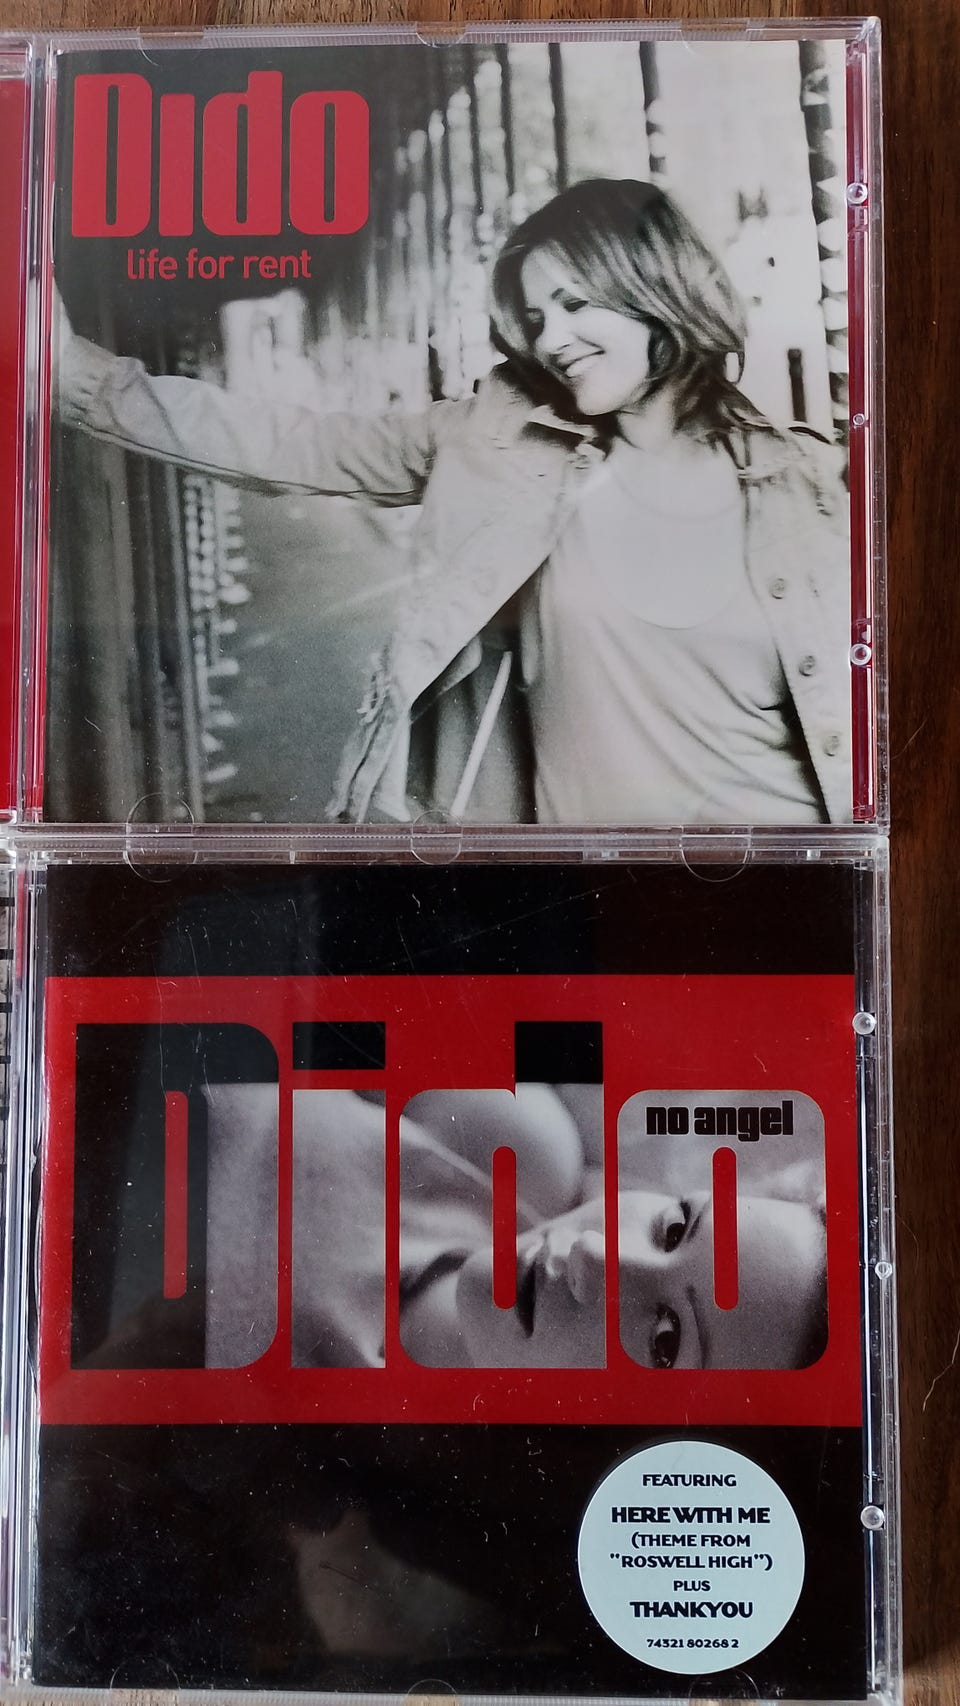 Dido
life for rent
Dido
no angel
FEATURING
HERE WITH ME
(THEME FROM
"ROSWELL HIGH")
PLUS
THANKYOU
74321 80268 2